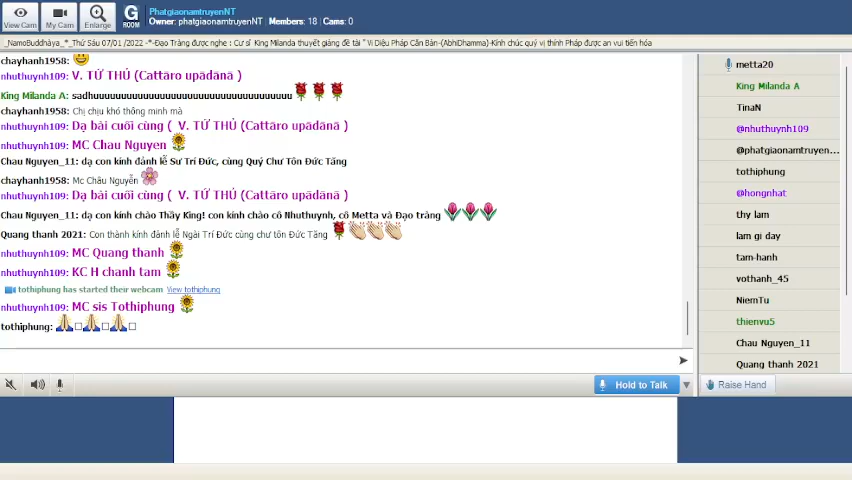 View Cam
My Cam
Enlarge
G ROOM
PhatgiaonamtruyenNT
Owner: phatgiaonamtruyenNT | Members: 18 | Cams: 0
_NamoBuddhàya_*_Thứ Sáu 07/01 /2022 -*-Đạo Tràng được nghe : Cư sĩ King Milanda thuyết giảng đề tài " Vi Diệu Pháp Căn Bản-(AbhiDhamma)-Kính chúc quý vị thính Pháp được an vui tiến hóa
chayhanh1958:
nhuthuynh109: V. TỨ THỦ (Cattāro upādānā )
King Milanda A: sadhuuuuuuuuuuuuuuuuuuuuuuuuuuuuuuuuuu
chayhanh1958: Chị chịu khó thông minh mà
nhuthuynh109: Dạ bài cuối cùng ( V. TỨ THỦ (Cattāro upādānā )
nhuthuynh109: MC Chau Nguyen
Chau Nguyen_11: dạ con kính đảnh lễ Sư Trí Đức, cùng Quý Chư Tôn Đức Tăng
chayhanh1958: Mc Châu Nguyễn
nhuthuynh109: Dạ bài cuối cùng ( V. TỨ THỦ (Cattāro upādānā )
Chau Nguyen_11: dạ con kính chào Thầy King! con kính chào cô Nhuthuynh, cô Metta và Đạo tràng
Quang thanh 2021: Con thành kính đảnh lễ Ngài Trí Đức cùng chư tôn Đức Tăng
nhuthuynh109: MC Quang thanh
nhuthuynh109: KC H chanh tam
tothiphung has started their webcam View tothiphung
nhuthuynh109: MC sis Tothiphung
tothiphung:
Hold to Talk
metta20
King Milanda A
TinaN
@nhuthuynh109
@phatgiaonamtruyen...
tothiphung
@hongnhat
thy lam
lam gi day
tam-hanh
vothanh_45
NiemTu
thienvu5
Chau Nguyen_11
Quang thanh 2021
Raise Hand